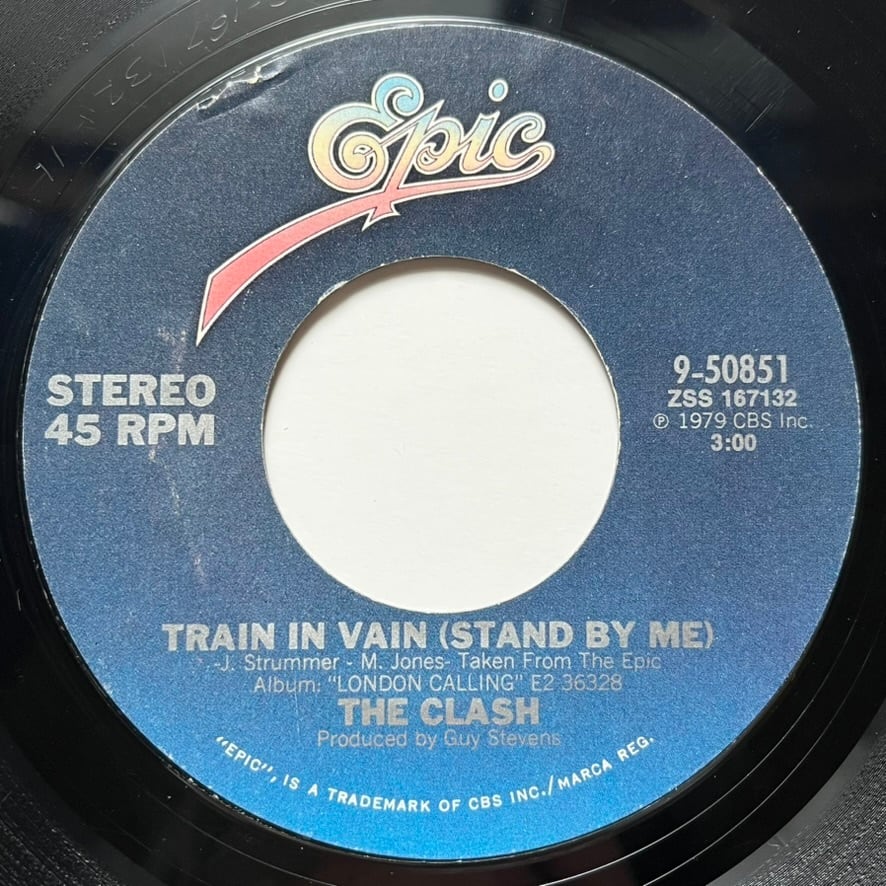 Epic
STEREO
45 RPM
9-50851
ZSS 167132
℗ 1979 CBS Inc.
3:00
TRAIN IN VAIN (STAND BY ME)
-J. Strummer - M. Jones- Taken From The Epic
Album: "LONDON CALLING" E2 36328
THE CLASH
Produced by Guy Stevens
"EPIC", IS A TRADEMARK OF CBS INC./MARCA REG.